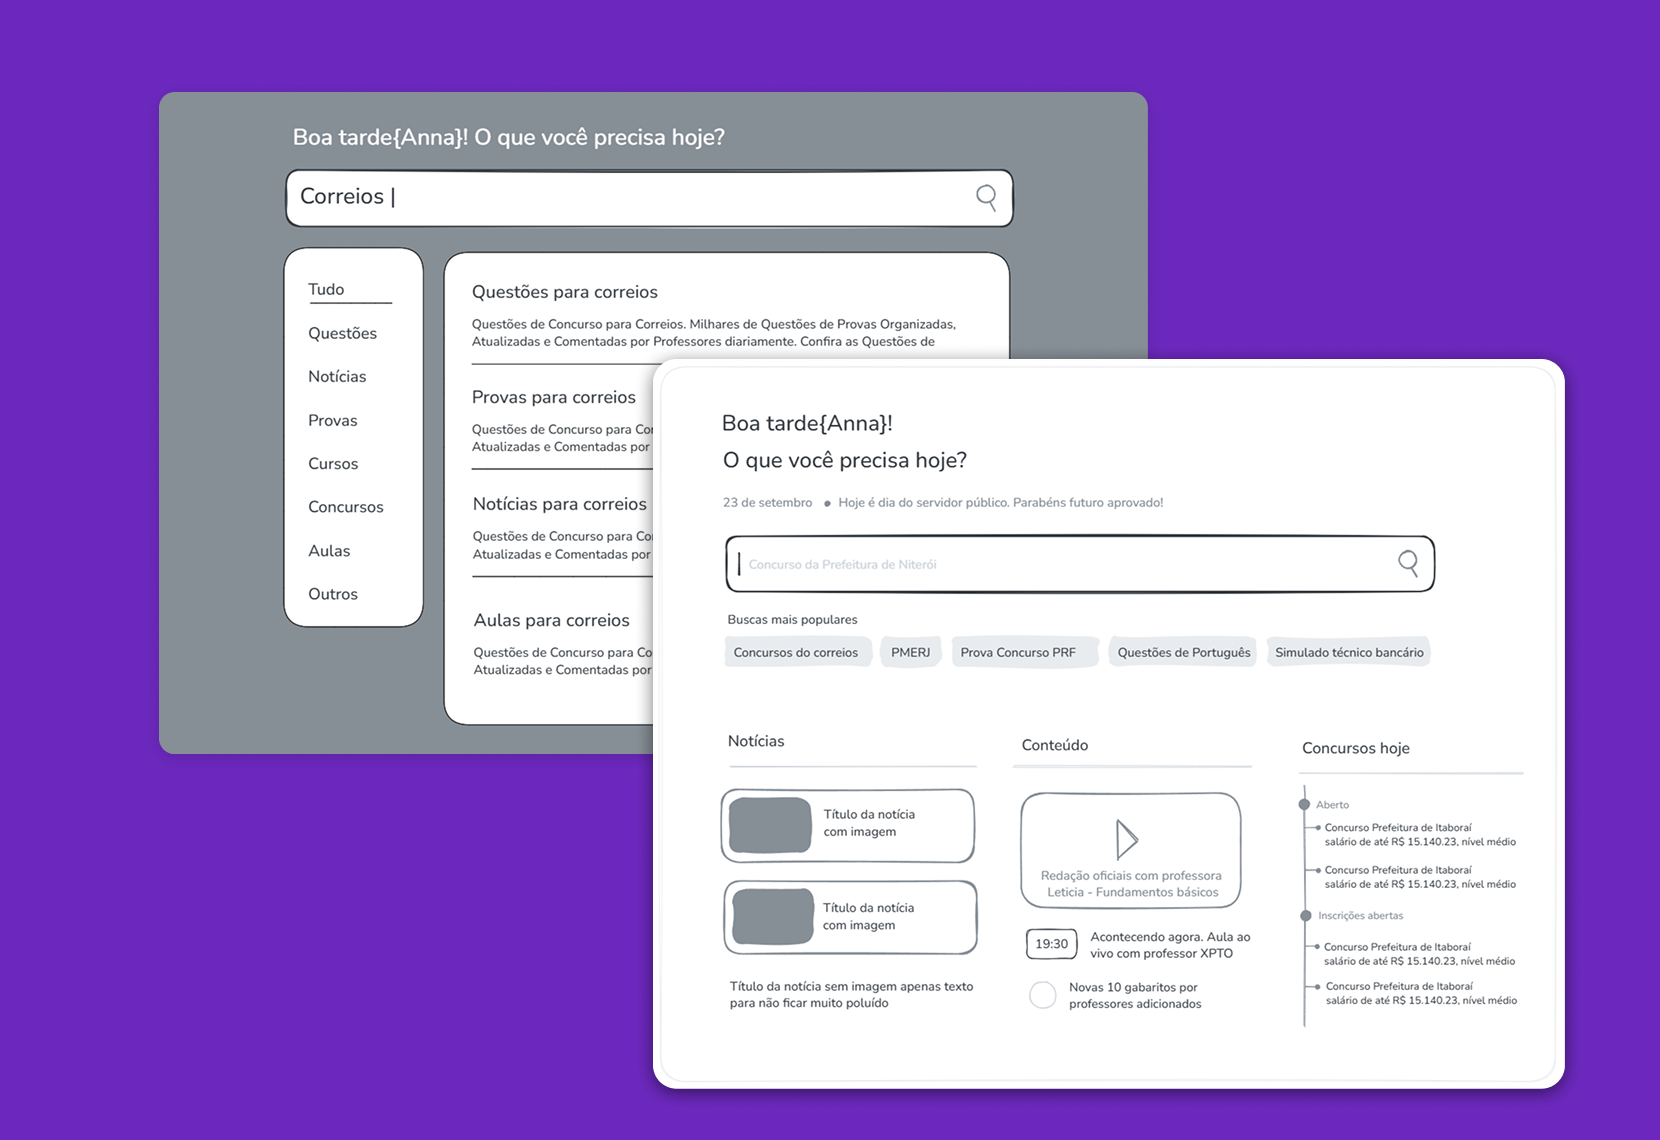 Boa tarde{Anna}! O que você precisa hoje?
Correios |
Tudo
Questões
Notícias
Provas
Cursos
Concursos
Aulas
Outros
Questões para correios
Questões de Concurso para Correios. Milhares de Questões de Provas Organizadas,
Atualizadas e Comentadas por Professores diariamente. Confira as Questões de
Provas para correios
Questões de Concurso para
Atualizadas e Comentadas por
Notícias para correios
Questões de Concurso para
Atualizadas e Comentadas por
Aulas para correios
Questões de Concurso para
Atualizadas e Comentadas por
Boa tarde{Anna}!
O que você precisa hoje?
23 de setembro • Hoje é dia do servidor público. Parabéns futuro aprovado!
Concurso da Prefeitura de Niterói
Buscas mais populares
Concursos do correios PMERJ Prova Concurso PRF Questões de Português Simulado técnico bancário
Notícias
Título da notícia
com imagem
Título da notícia
com imagem
Título da notícia sem imagem apenas texto
para não ficar muito poluído
Conteúdo
Redação oficiais com professora
Leticia - Fundamentos básicos
19:30
Acontecendo agora. Aula ao
vivo com professor XPTO
Novas 10 gabaritos por
professores adicionados
Concursos hoje
Aberto
Concurso Prefeitura de Itaboraí
salário de até R$ 15.140.23, nível médio
Concurso Prefeitura de Itaboraí
salário de até R$ 15.140.23, nível médio
Inscrições abertas
Concurso Prefeitura de Itaboraí
salário de até R$ 15.140.23, nível médio
Concurso Prefeitura de Itaboraí
salário de até R$ 15.140.23, nível médio